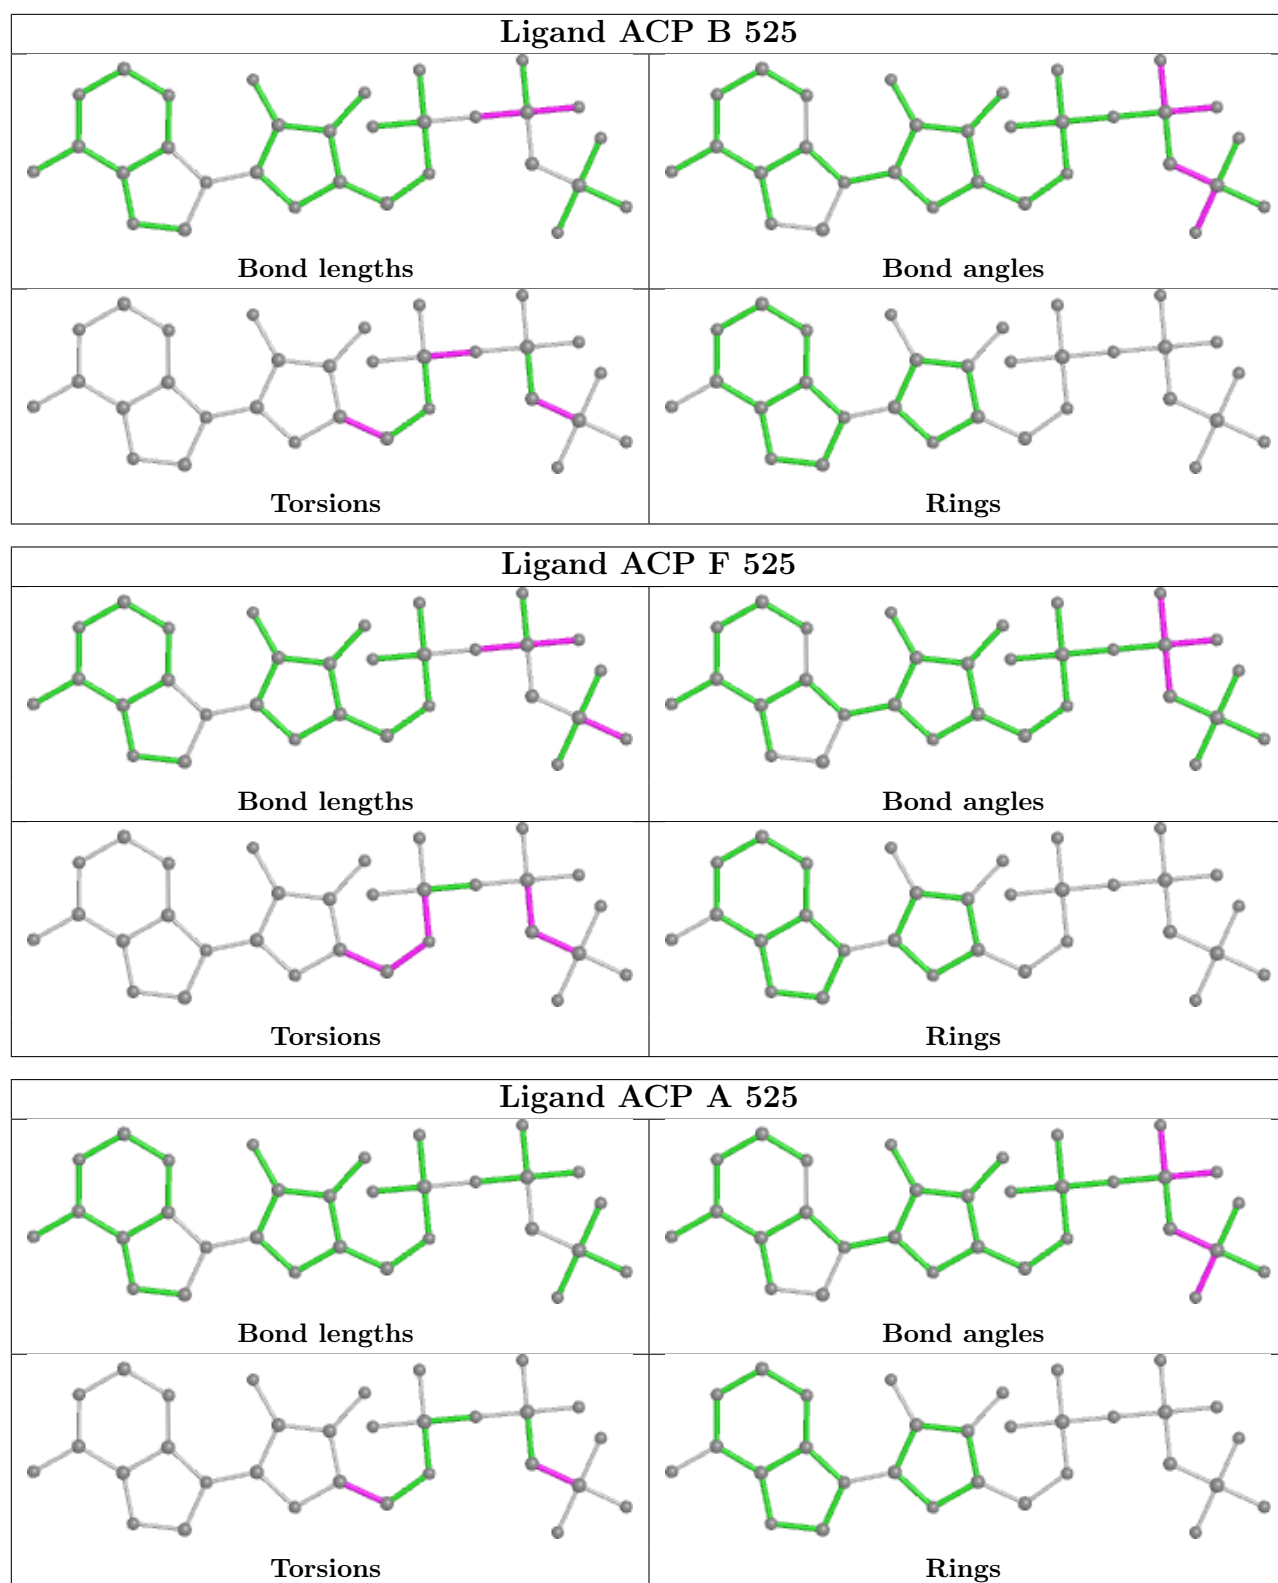 Ligand ACP B 525
Bond lengths
Bond angles
Torsions
Rings
Ligand ACP F 525
Bond lengths
Bond angles
Torsions
Rings
Ligand ACP A 525
Bond lengths
Bond angles
Torsions
Rings